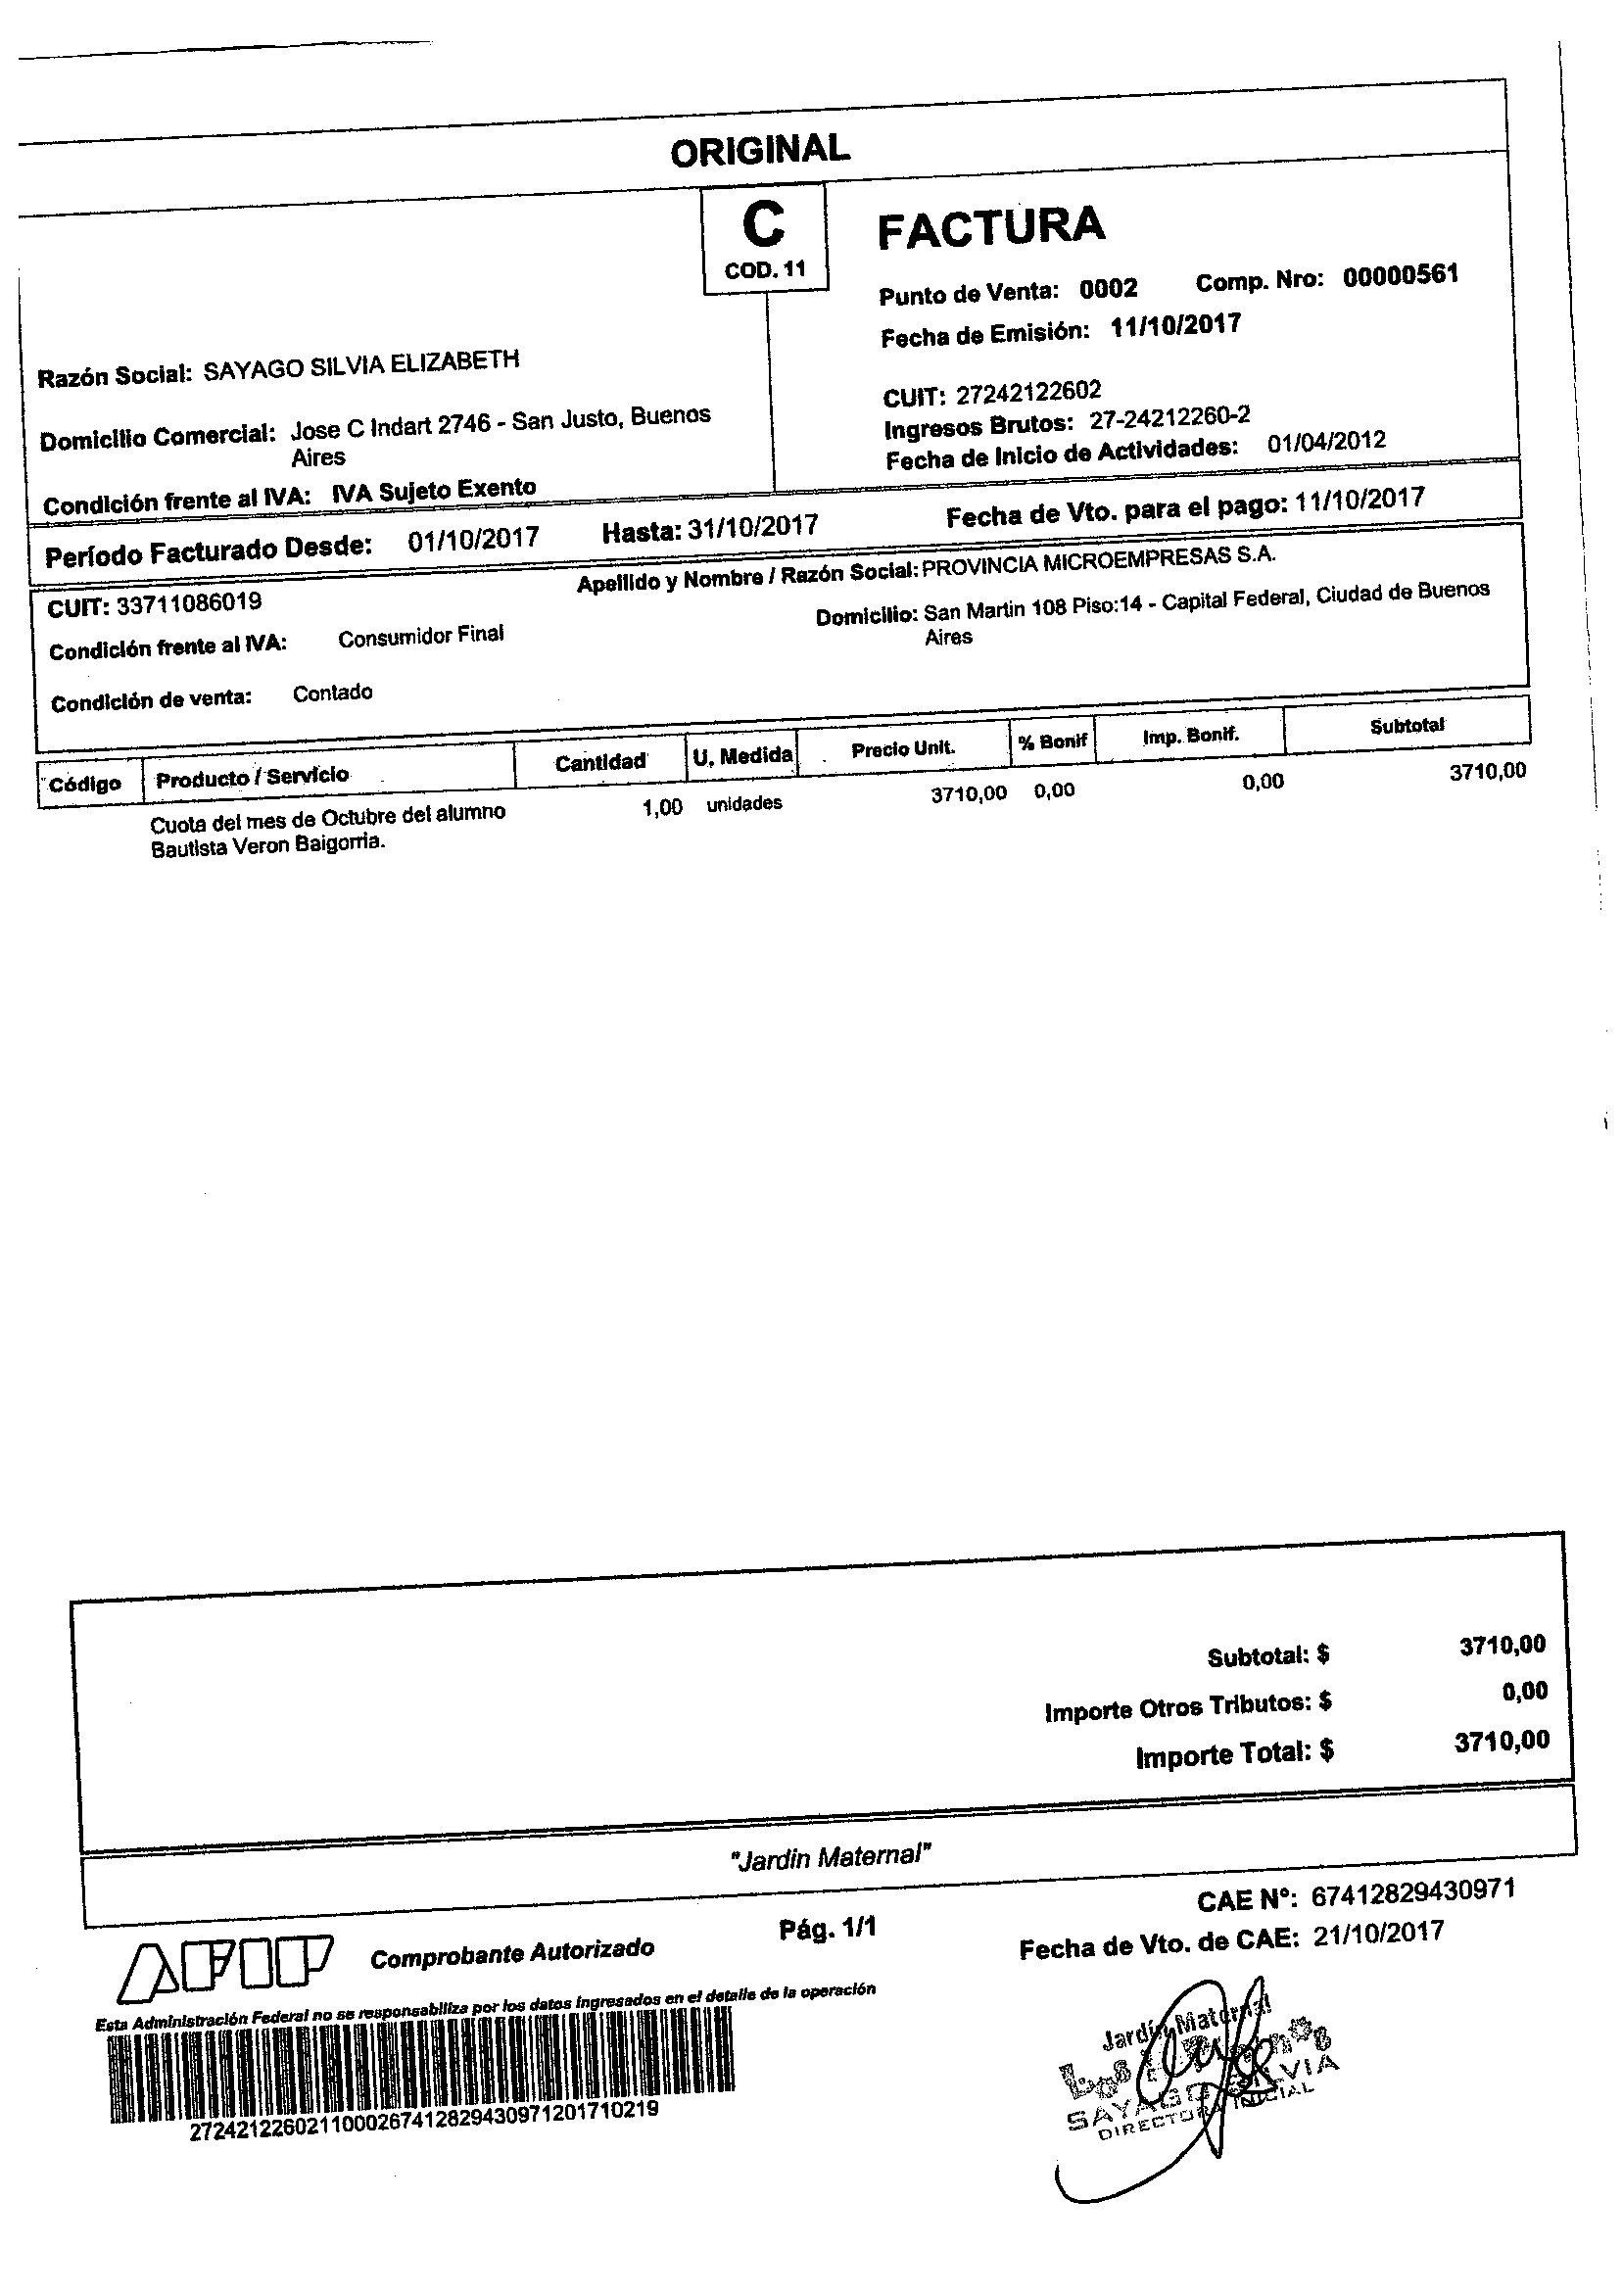 ORIGINAL
C
COD. 11
FACTURA
Punto de Venta: 0002 Comp. Nro: 00000561
Fecha de Emisión: 11/10/2017
Razón Social: SAYAGO SILVIA ELIZABETH
CUIT: 27242122602
Domicilio Comercial: Jose C Indart 2746 - San Justo, Buenos
Aires
Ingresos Brutos: 27-24212260-2
Fecha de Inicio de Actividades: 01/04/2012
Condición frente al IVA: IVA Sujeto Exento
Período Facturado Desde: 01/10/2017 Hasta: 31/10/2017 Fecha de Vto. para el pago: 11/10/2017
CUIT: 33711086019 Apellido y Nombre / Razón Social: PROVINCIA MICROEMPRESAS S.A.
Condición frente al IVA: Consumidor Final Domicilio: San Martin 108 Piso:14 - Capital Federal, Ciudad de Buenos
Aires
Condición de venta: Contado
Código Producto / Servicio Cantidad U. Medida Precio Unit. % Bonif Imp. Bonif. Subtotal
Cuota del mes de Octubre del alumno 1,00 unidades 3710,00 0,00 0,00 3710,00
Bautista Veron Baigorria.
Subtotal: $ 3710,00
Importe Otros Tributos: $ 0,00
Importe Total: $ 3710,00
"Jardin Maternal"
CAE N°: 67412829430971
AFIP Comprobante Autorizado Pág. 1/1
Fecha de Vto. de CAE: 21/10/2017
Esta Administración Federal no se responsabiliza por los datos ingresados en el detalle de la operación
2724212260211000267412829430971201710219
Jardín Maternal
Los
SAYAGO SILVIA
DIRECTORA INICIAL